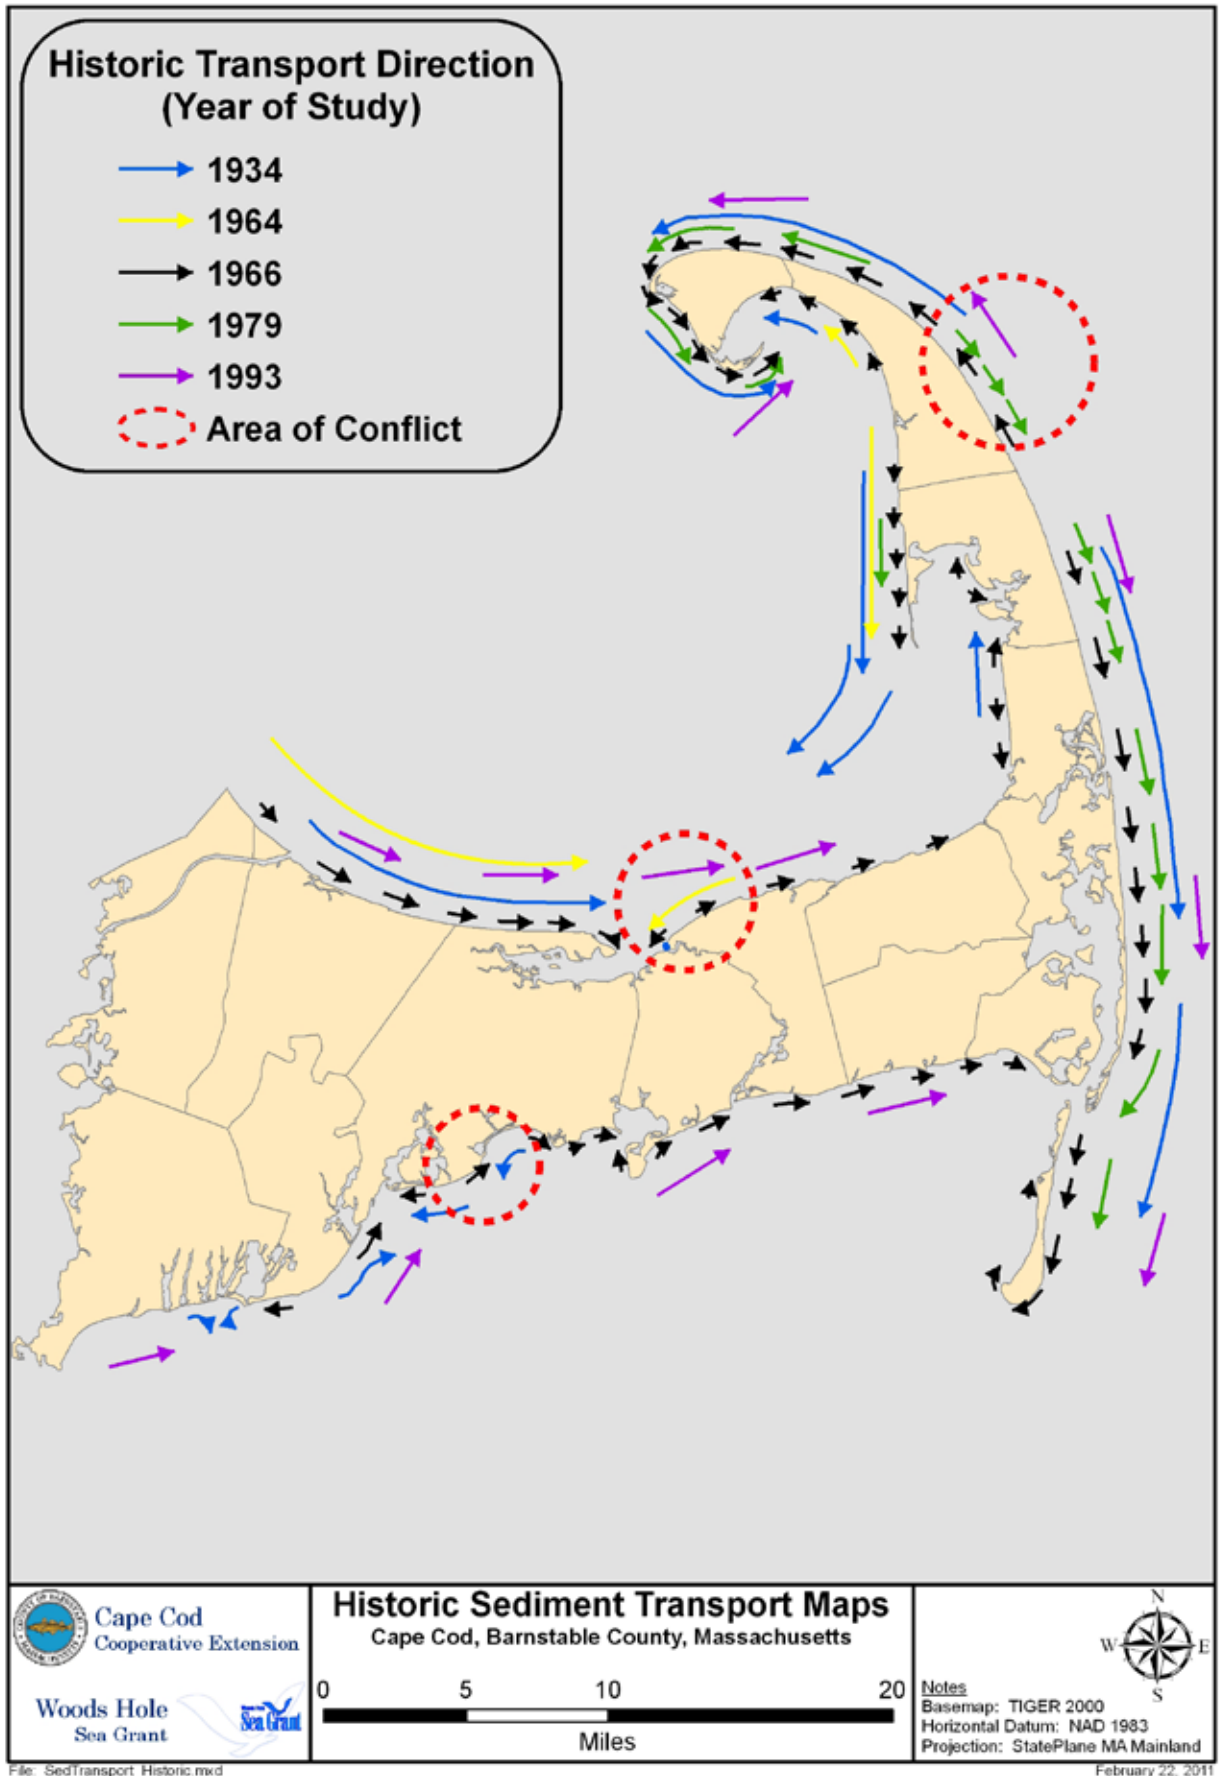 Historic Transport Direction
(Year of Study)
1934
1964
1966
1979
1993
Area of Conflict
Cape Cod
Cooperative Extension
Woods Hole
Sea Grant
Sea Grant
Historic Sediment Transport Maps
Cape Cod, Barnstable County, Massachusetts
0 5 10 20
Miles
N
W E
S
Notes
Basemap: TIGER 2000
Horizontal Datum: NAD 1983
Projection: StatePlane MA Mainland
File: SedTransport_Historic.mxd
February 22, 2011